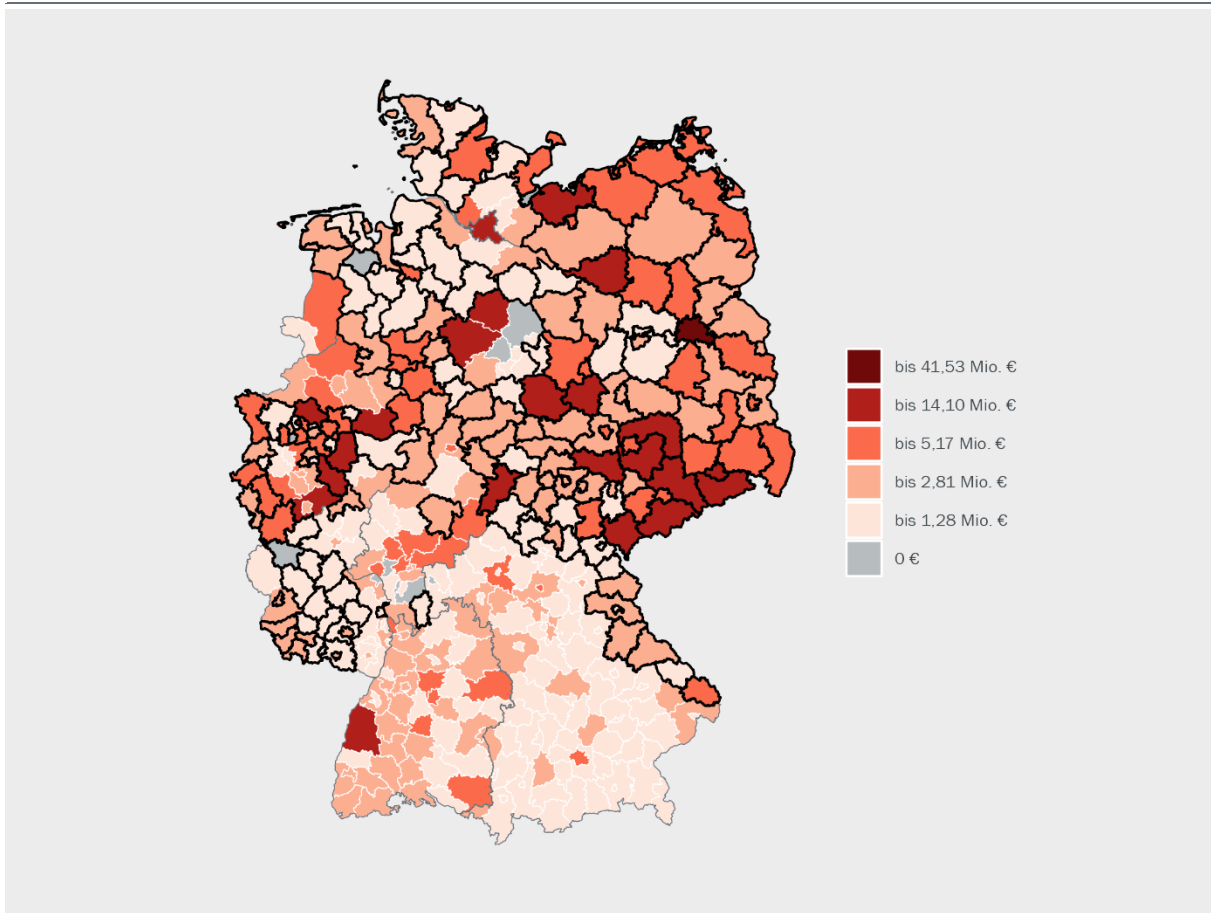 bis 41,53 Mio. €
bis 14,10 Mio. €
bis 5,17 Mio. €
bis 2,81 Mio. €
bis 1,28 Mio. €
0 €